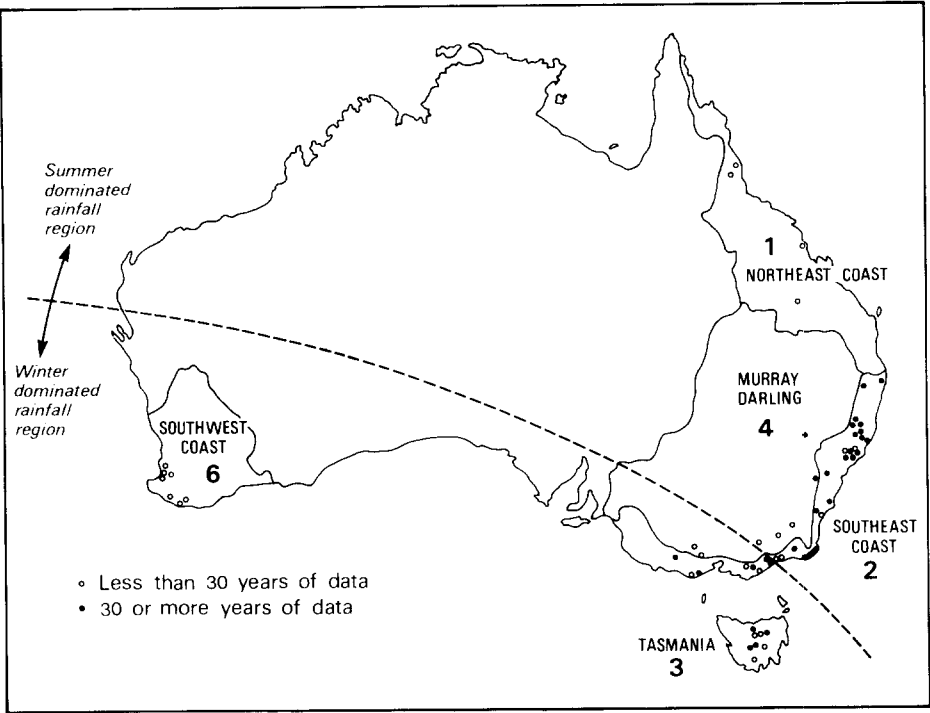 Summer
dominated
rainfall
region
Winter
dominated
rainfall
region
1
NORTHEAST COAST
MURRAY
DARLING
4
SOUTHWEST
COAST
6
SOUTHEAST
COAST
2
TASMANIA
3
Less than 30 years of data
30 or more years of data